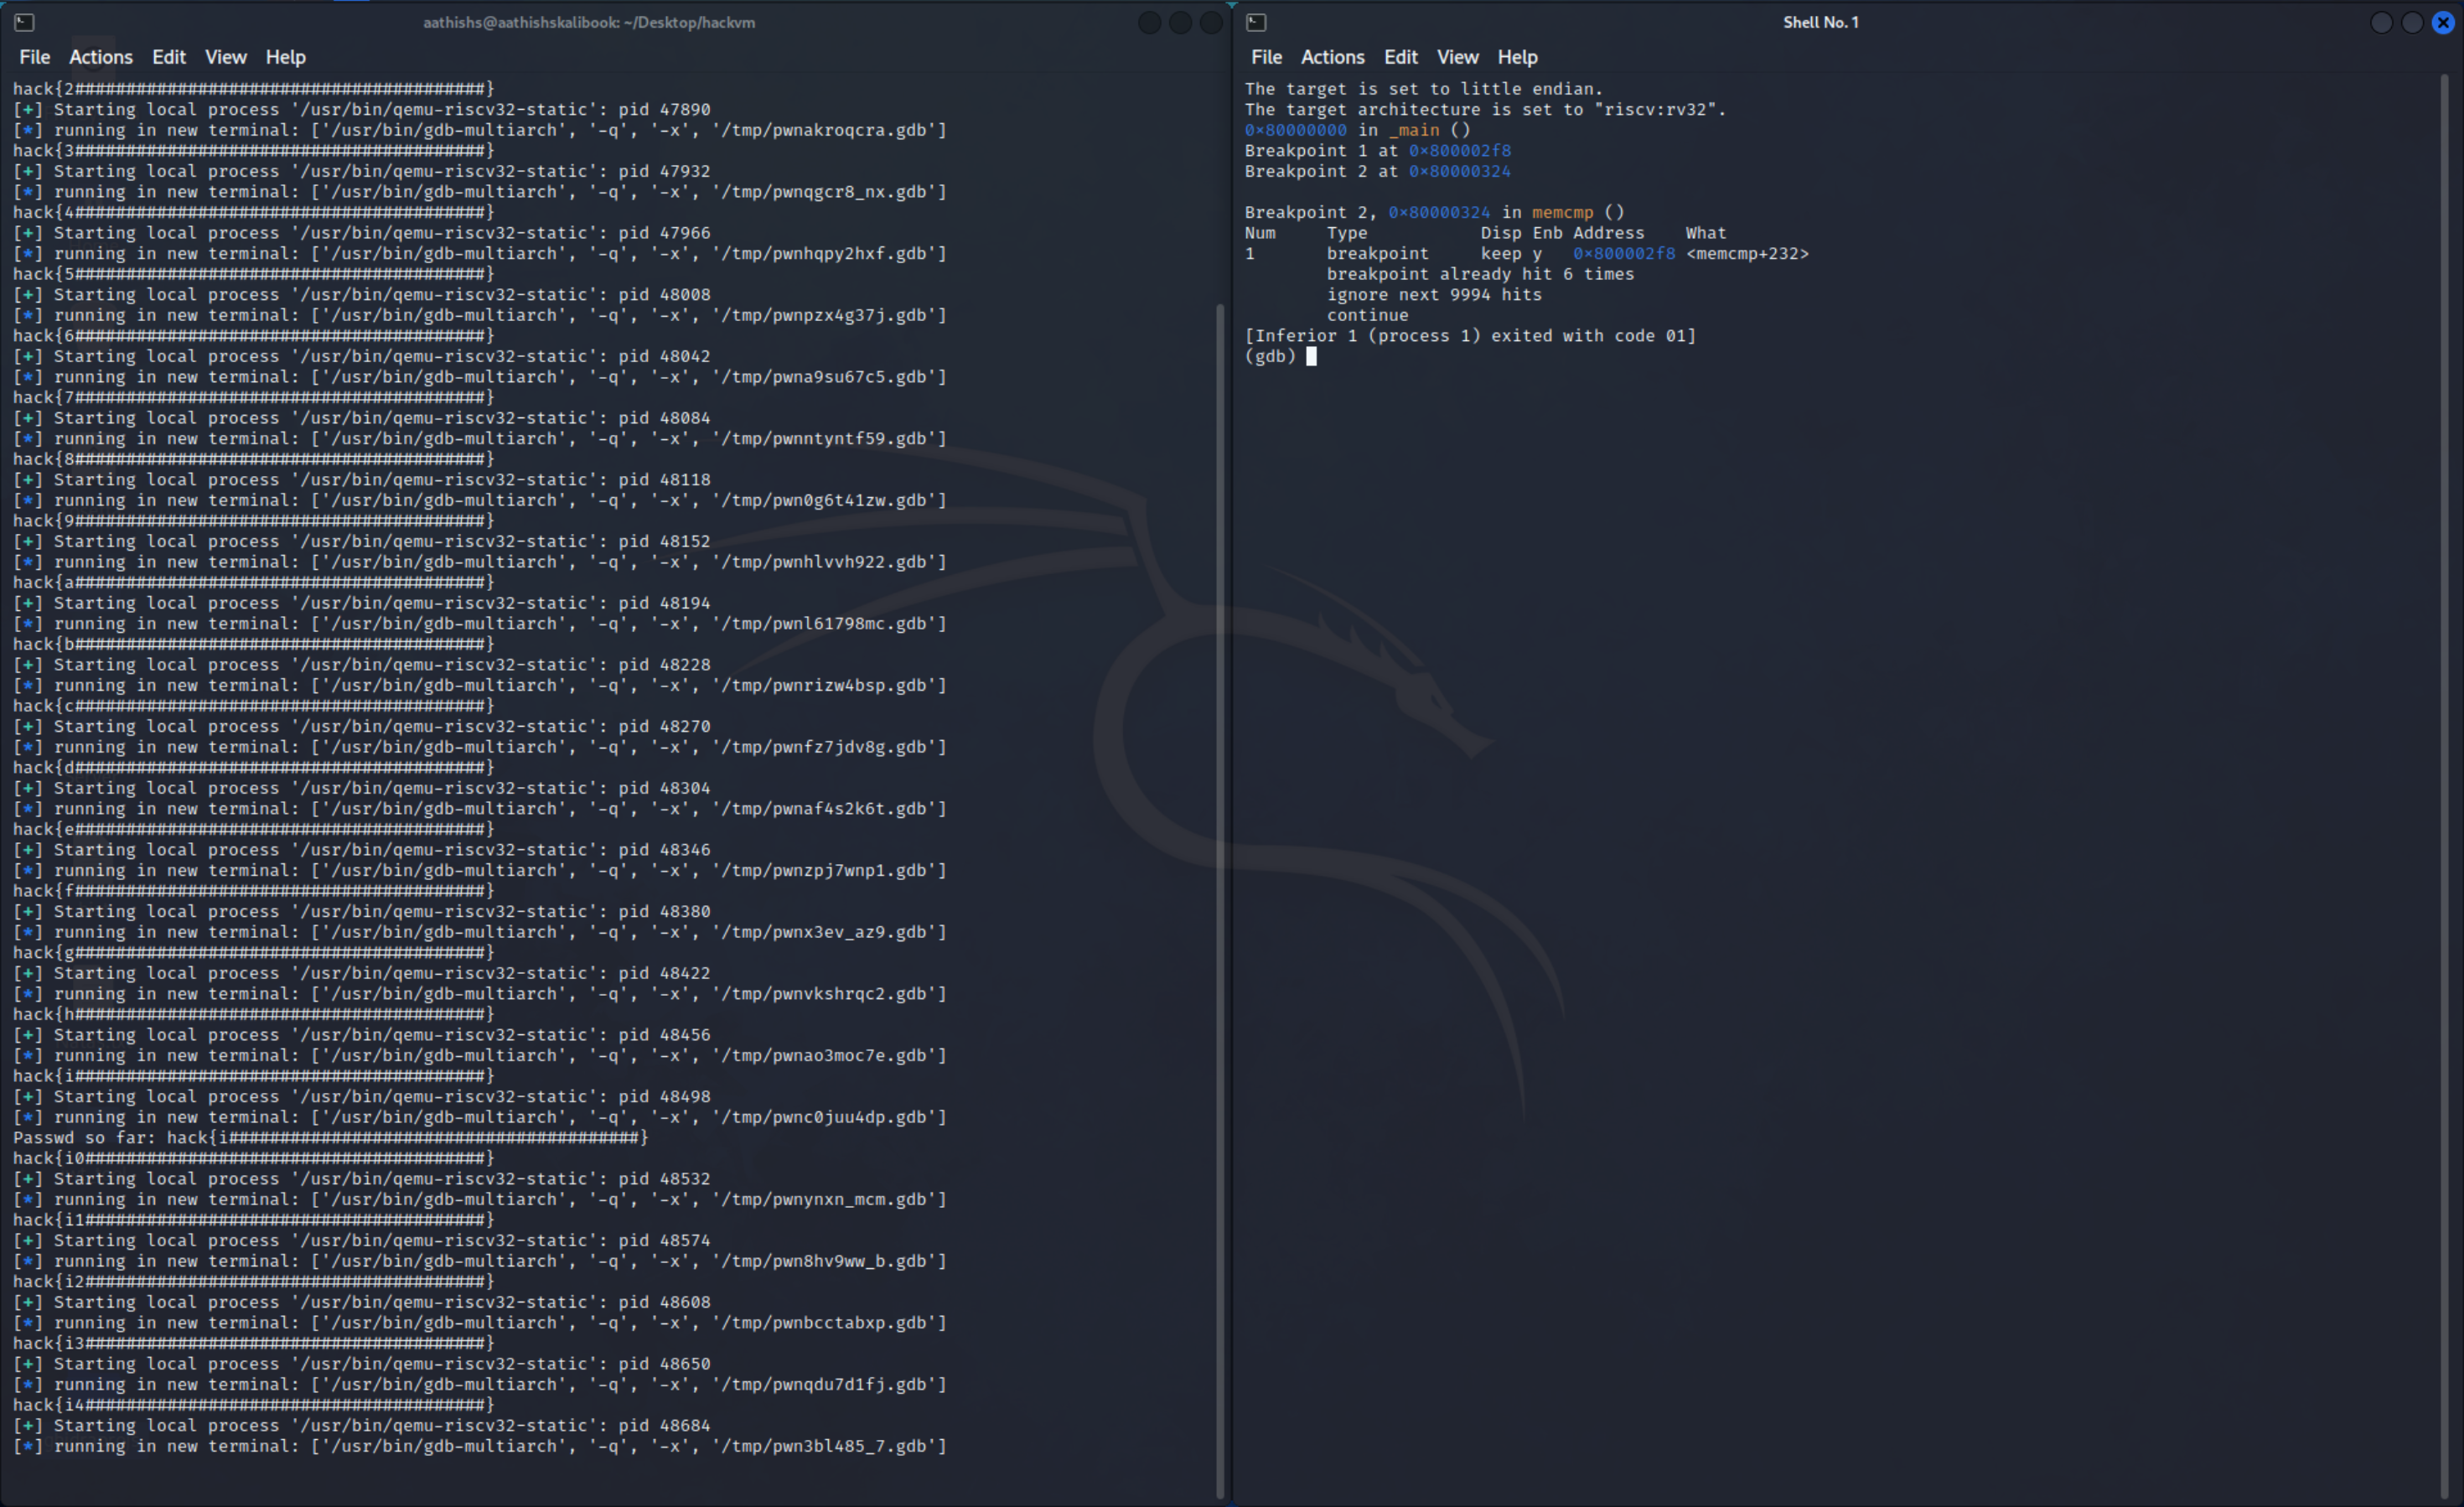 aathishs@aathishskalibook: ~/Desktop/hackvm
File Actions Edit View Help
hack{2########################################}
[+] Starting local process '/usr/bin/qemu-riscv32-static': pid 47890
[*] running in new terminal: ['/usr/bin/gdb-multiarch', '-q', '-x', '/tmp/pwnakroqcra.gdb']
hack{3########################################}
[+] Starting local process '/usr/bin/qemu-riscv32-static': pid 47932
[*] running in new terminal: ['/usr/bin/gdb-multiarch', '-q', '-x', '/tmp/pwnqgcr8_nx.gdb']
hack{4########################################}
[+] Starting local process '/usr/bin/qemu-riscv32-static': pid 47966
[*] running in new terminal: ['/usr/bin/gdb-multiarch', '-q', '-x', '/tmp/pwnhqpy2hxf.gdb']
hack{5########################################}
[+] Starting local process '/usr/bin/qemu-riscv32-static': pid 48008
[*] running in new terminal: ['/usr/bin/gdb-multiarch', '-q', '-x', '/tmp/pwnpzx4g37j.gdb']
hack{6########################################}
[+] Starting local process '/usr/bin/qemu-riscv32-static': pid 48042
[*] running in new terminal: ['/usr/bin/gdb-multiarch', '-q', '-x', '/tmp/pwna9su67c5.gdb']
hack{7########################################}
[+] Starting local process '/usr/bin/qemu-riscv32-static': pid 48084
[*] running in new terminal: ['/usr/bin/gdb-multiarch', '-q', '-x', '/tmp/pwnntyntf59.gdb']
hack{8########################################}
[+] Starting local process '/usr/bin/qemu-riscv32-static': pid 48118
[*] running in new terminal: ['/usr/bin/gdb-multiarch', '-q', '-x', '/tmp/pwn0g6t41zw.gdb']
hack{9########################################}
[+] Starting local process '/usr/bin/qemu-riscv32-static': pid 48152
[*] running in new terminal: ['/usr/bin/gdb-multiarch', '-q', '-x', '/tmp/pwnhlvvh922.gdb']
hack{a########################################}
[+] Starting local process '/usr/bin/qemu-riscv32-static': pid 48194
[*] running in new terminal: ['/usr/bin/gdb-multiarch', '-q', '-x', '/tmp/pwnl61798mc.gdb']
hack{b########################################}
[+] Starting local process '/usr/bin/qemu-riscv32-static': pid 48228
[*] running in new terminal: ['/usr/bin/gdb-multiarch', '-q', '-x', '/tmp/pwnrizw4bsp.gdb']
hack{c########################################}
[+] Starting local process '/usr/bin/qemu-riscv32-static': pid 48270
[*] running in new terminal: ['/usr/bin/gdb-multiarch', '-q', '-x', '/tmp/pwnfz7jdv8g.gdb']
hack{d########################################}
[+] Starting local process '/usr/bin/qemu-riscv32-static': pid 48304
[*] running in new terminal: ['/usr/bin/gdb-multiarch', '-q', '-x', '/tmp/pwnaf4s2k6t.gdb']
hack{e########################################}
[+] Starting local process '/usr/bin/qemu-riscv32-static': pid 48346
[*] running in new terminal: ['/usr/bin/gdb-multiarch', '-q', '-x', '/tmp/pwnzpj7wnp1.gdb']
hack{f########################################}
[+] Starting local process '/usr/bin/qemu-riscv32-static': pid 48380
[*] running in new terminal: ['/usr/bin/gdb-multiarch', '-q', '-x', '/tmp/pwnx3ev_az9.gdb']
hack{g########################################}
[+] Starting local process '/usr/bin/qemu-riscv32-static': pid 48422
[*] running in new terminal: ['/usr/bin/gdb-multiarch', '-q', '-x', '/tmp/pwnvkshrqc2.gdb']
hack{h########################################}
[+] Starting local process '/usr/bin/qemu-riscv32-static': pid 48456
[*] running in new terminal: ['/usr/bin/gdb-multiarch', '-q', '-x', '/tmp/pwnao3moc7e.gdb']
hack{i########################################}
[+] Starting local process '/usr/bin/qemu-riscv32-static': pid 48498
[*] running in new terminal: ['/usr/bin/gdb-multiarch', '-q', '-x', '/tmp/pwnc0juu4dp.gdb']
Passwd so far: hack{i########################################}
hack{i0#######################################}
[+] Starting local process '/usr/bin/qemu-riscv32-static': pid 48532
[*] running in new terminal: ['/usr/bin/gdb-multiarch', '-q', '-x', '/tmp/pwnynxn_mcm.gdb']
hack{i1#######################################}
[+] Starting local process '/usr/bin/qemu-riscv32-static': pid 48574
[*] running in new terminal: ['/usr/bin/gdb-multiarch', '-q', '-x', '/tmp/pwn8hv9ww_b.gdb']
hack{i2#######################################}
[+] Starting local process '/usr/bin/qemu-riscv32-static': pid 48608
[*] running in new terminal: ['/usr/bin/gdb-multiarch', '-q', '-x', '/tmp/pwnbcctabxp.gdb']
hack{i3#######################################}
[+] Starting local process '/usr/bin/qemu-riscv32-static': pid 48650
[*] running in new terminal: ['/usr/bin/gdb-multiarch', '-q', '-x', '/tmp/pwnqdu7d1fj.gdb']
hack{i4#######################################}
[+] Starting local process '/usr/bin/qemu-riscv32-static': pid 48684
[*] running in new terminal: ['/usr/bin/gdb-multiarch', '-q', '-x', '/tmp/pwn3bl485_7.gdb']
Shell No. 1
File Actions Edit View Help
The target is set to little endian.
The target architecture is set to "riscv:rv32".
0×80000000 in _main ()
Breakpoint 1 at 0×800002f8
Breakpoint 2 at 0×80000324
Breakpoint 2, 0×80000324 in memcmp ()
Num Type Disp Enb Address What
1 breakpoint keep y 0×800002f8 <memcmp+232>
breakpoint already hit 6 times
ignore next 9994 hits
continue
[Inferior 1 (process 1) exited with code 01]
(gdb)